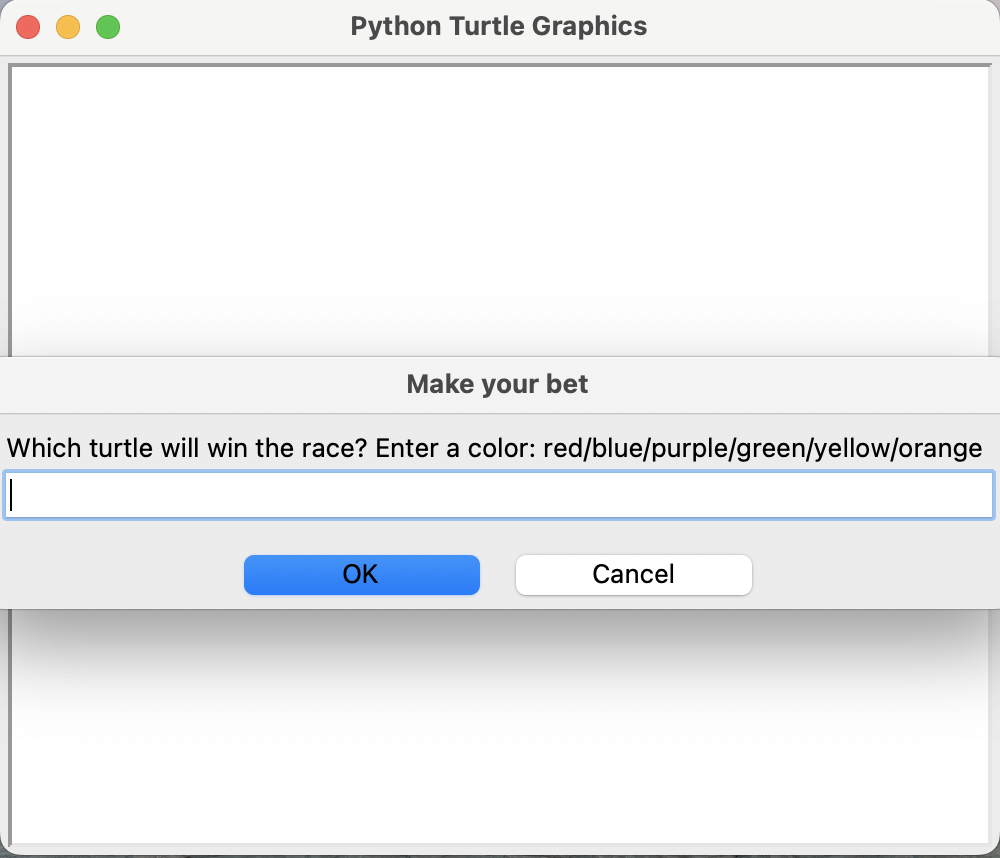 Python Turtle Graphics
Make your bet
Which turtle will win the race? Enter a color: red/blue/purple/green/yellow/orange
OK
Cancel